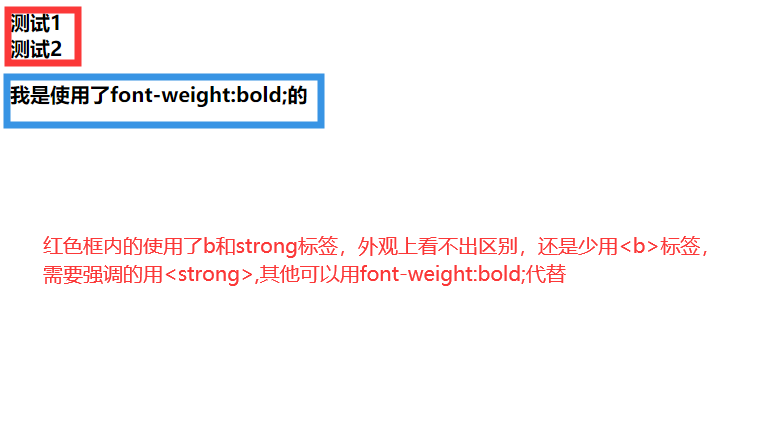 测试1
测试2
我是使用了font-weight:bold;的
红色框内的使用了b和strong标签，外观上看不出区别，还是少用<b>标签，
需要强调的用<strong>,其他可以用font-weight:bold;代替